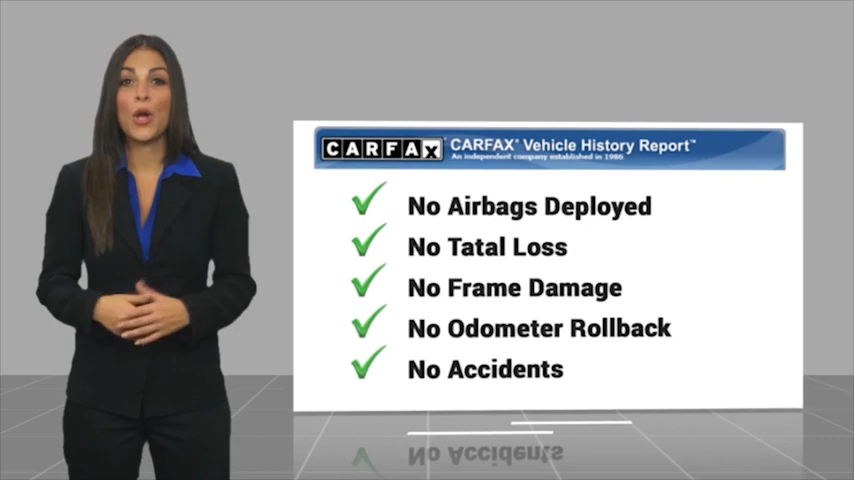 CARFAX CARFAX® Vehicle History Report™
An independent company established in 1986
No Airbags Deployed
No Tatal Loss
No Frame Damage
No Odometer Rollback
No Accidents
No Accidents